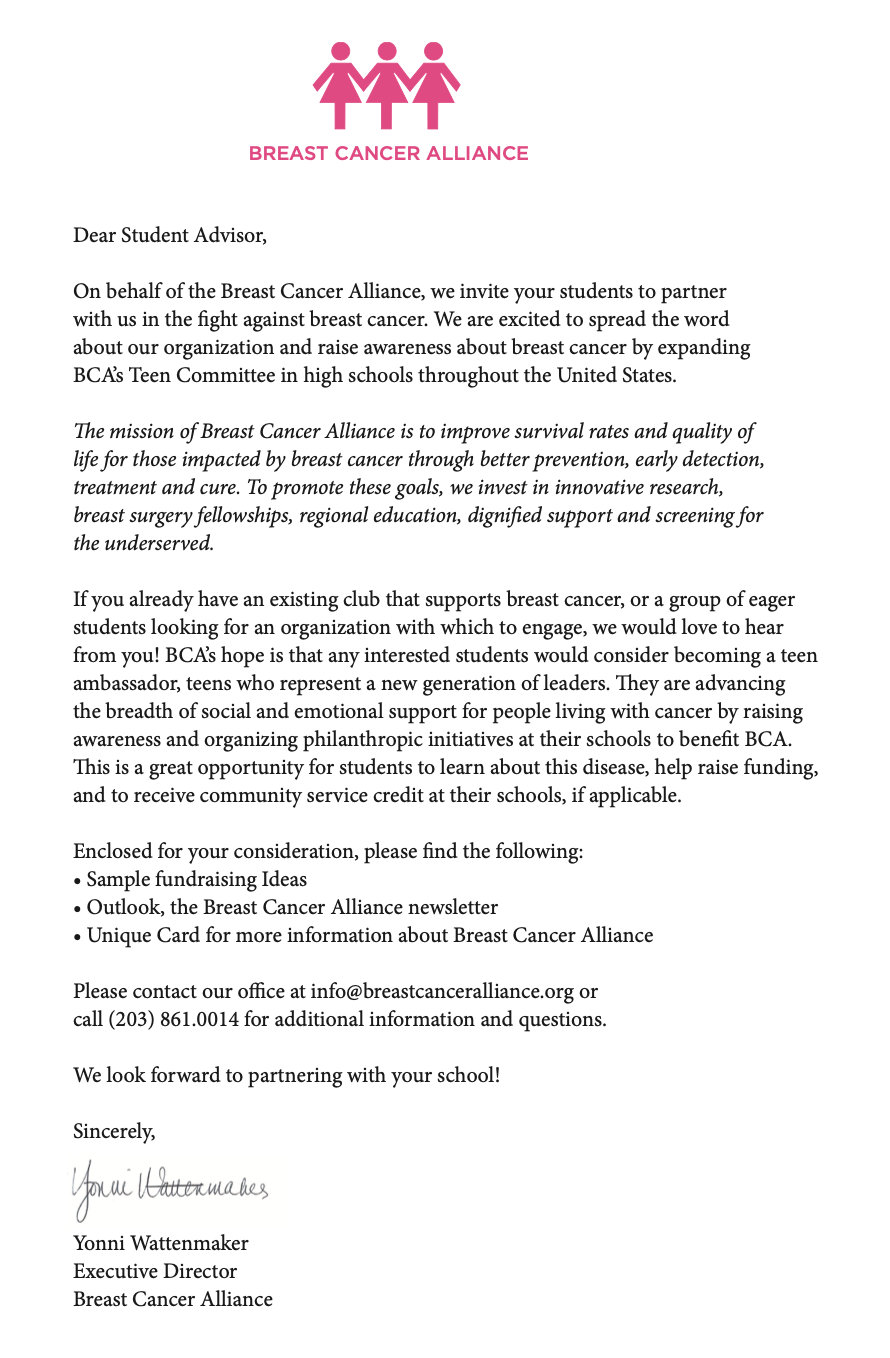 BREAST CANCER ALLIANCE
Dear Student Advisor,
On behalf of the Breast Cancer Alliance, we invite your students to partner
with us in the fight against breast cancer. We are excited to spread the word
about our organization and raise awareness about breast cancer by expanding
BCA's Teen Committee in high schools throughout the United States.
The mission of Breast Cancer Alliance is to improve survival rates and quality of
life for those impacted by breast cancer through better prevention, early detection,
treatment and cure. To promote these goals, we invest in innovative research,
breast surgery fellowships, regional education, dignified support and screening for
the underserved.
If you already have an existing club that supports breast cancer, or a group of eager
students looking for an organization with which to engage, we would love to hear
from you! BCA's hope is that any interested students would consider becoming a teen
ambassador, teens who represent a new generation of leaders. They are advancing
the breadth of social and emotional support for people living with cancer by raising
awareness and organizing philanthropic initiatives at their schools to benefit BCA.
This is a great opportunity for students to learn about this disease, help raise funding,
and to receive community service credit at their schools, if applicable.
Enclosed for your consideration, please find the following:
• Sample fundraising Ideas
• Outlook, the Breast Cancer Alliance newsletter
• Unique Card for more information about Breast Cancer Alliance
Please contact our office at info@breastcanceralliance.org or
call (203) 861.0014 for additional information and questions.
We look forward to partnering with your school!
Sincerely,
Yonni Wattenmaker
Yonni Wattenmaker
Executive Director
Breast Cancer Alliance